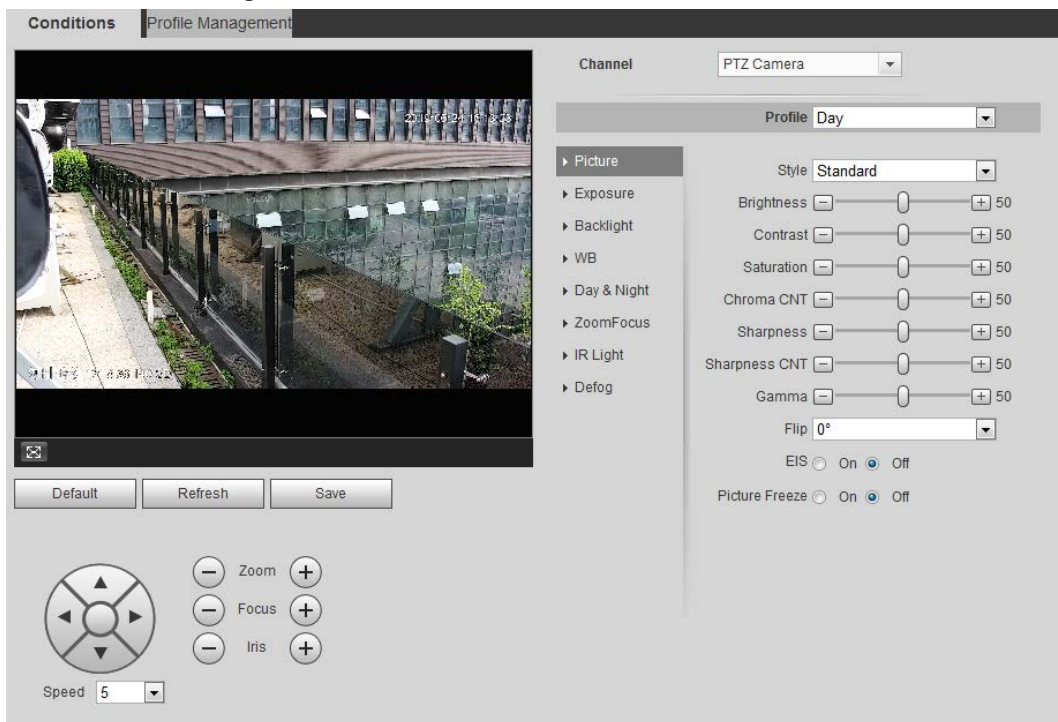 Conditions
Profile Management
Channel
PTZ Camera
Profile Day
Picture
Exposure
Backlight
WB
Day & Night
ZoomFocus
IR Light
Defog
Style Standard
Brightness 50
Contrast 50
Saturation 50
Chroma CNT 50
Sharpness 50
Sharpness CNT 50
Gamma 50
Flip 0°
EIS On Off
Picture Freeze On Off
Default
Refresh
Save
Zoom
Focus
Iris
Speed 5